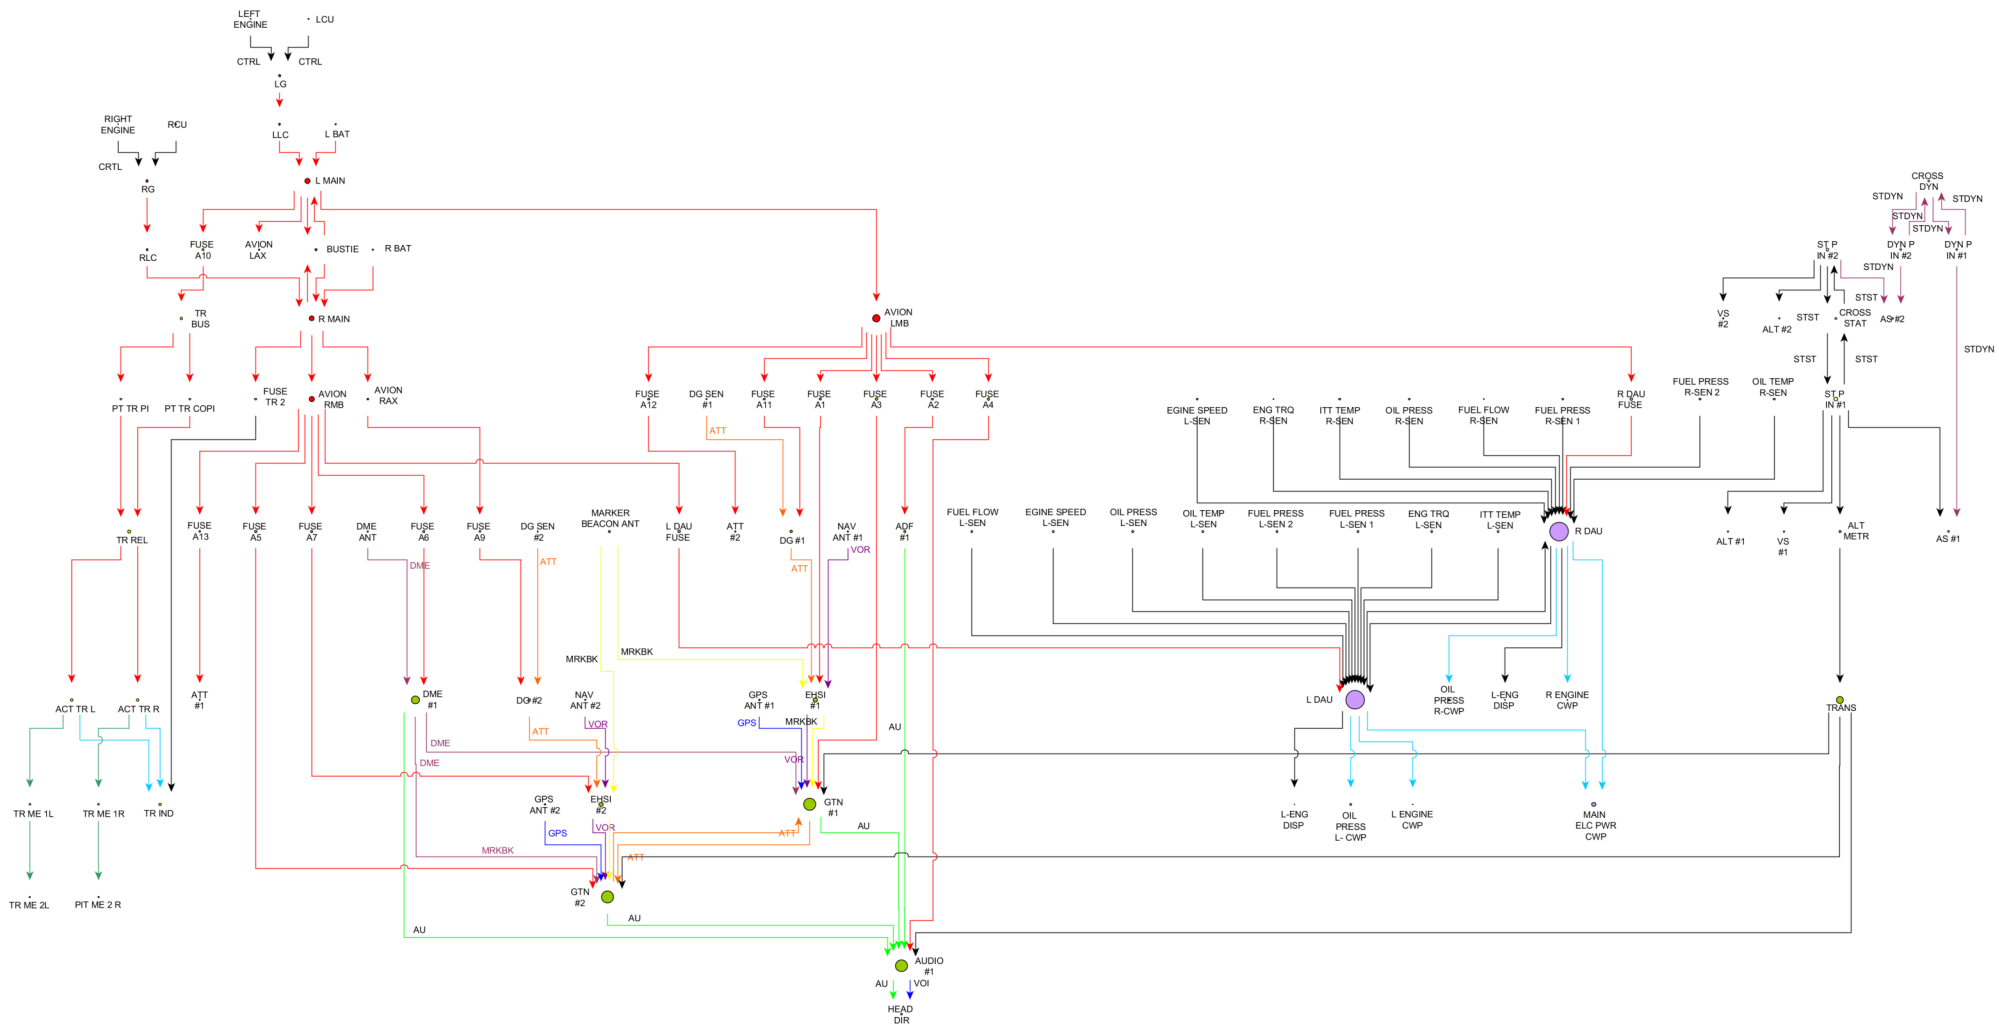 LEFT
ENGINE
LCU
CTRL
CTRL
LG
RIGHT
ENGINE
RCU
LLC
L BAT
CRTL
RG
L MAIN
CROSS
DYN
STDYN
STDYN
STDYN
STDYN
FUSE
A10
AVION
LAX
BUSTIE
R BAT
RLC
ST P
IN #2
DYN P
IN #2
DYN P
IN #1
STDYN
STST
TR
BUS
R MAIN
AVION
LMB
VS
#2
ALT #2
STST
CROSS
STAT
AS #2
STST
STST
STDYN
PT TR PI
PT TR COPI
FUSE
TR 2
AVION
RMB
AVION
RAX
FUSE
A12
DG SEN
#1
FUSE
A11
FUSE
A1
FUSE
A3
FUSE
A2
FUSE
A4
EGINE SPEED
L-SEN
ENG TRQ
R-SEN
ITT TEMP
R-SEN
OIL PRESS
R-SEN
FUEL FLOW
R-SEN
FUEL PRESS
R-SEN 1
R DAU
FUSE
FUEL PRESS
R-SEN 2
OIL TEMP
R-SEN
ST P
IN #1
ATT
TR REL
FUSE
A13
FUSE
A5
FUSE
A7
DME
ANT
FUSE
A6
FUSE
A9
DG SEN
#2
MARKER
BEACON ANT
L DAU
FUSE
ATT
#2
DG #1
NAV
ANT #1
ADF
#1
FUEL FLOW
L-SEN
EGINE SPEED
L-SEN
OIL PRESS
L-SEN
OIL TEMP
L-SEN
FUEL PRESS
L-SEN 2
FUEL PRESS
L-SEN 1
ENG TRQ
L-SEN
ITT TEMP
L-SEN
R DAU
ALT #1
VS
#1
ALT
METR
AS #1
DME
ATT
ATT
VOR
MRKBK
MRKBK
ACT TR L
ACT TR R
ATT
#1
DME
#1
DG #2
NAV
ANT #2
GPS
ANT #1
EHSI
#1
L DAU
OIL
PRESS
R-CWP
L-ENG
DISP
R ENGINE
CWP
TRANS
DME
DME
ATT
VOR
GPS
MRKBK
VOR
AU
TR ME 1L
TR ME 1R
TR IND
GPS
ANT #2
EHSI
#2
GTN
#1
L-ENG
DISP
OIL
PRESS
L- CWP
L ENGINE
CWP
MAIN
ELC PWR
CWP
GPS
VOR
ATT
AU
MRKBK
ATT
TR ME 2L
PIT ME 2 R
GTN
#2
AU
AU
AUDIO
#1
AU
VOI
HEAD
DIR